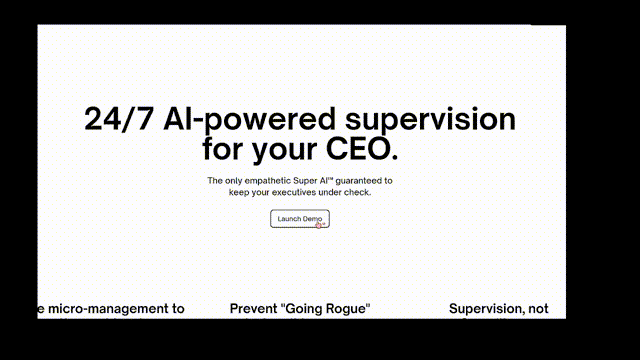 24/7 AI-powered supervision
for your CEO.
The only empathetic Super AI™ guaranteed to
keep your executives under check.
Launch Demo
e micro-management to
Prevent "Going Rogue"
Supervision, not